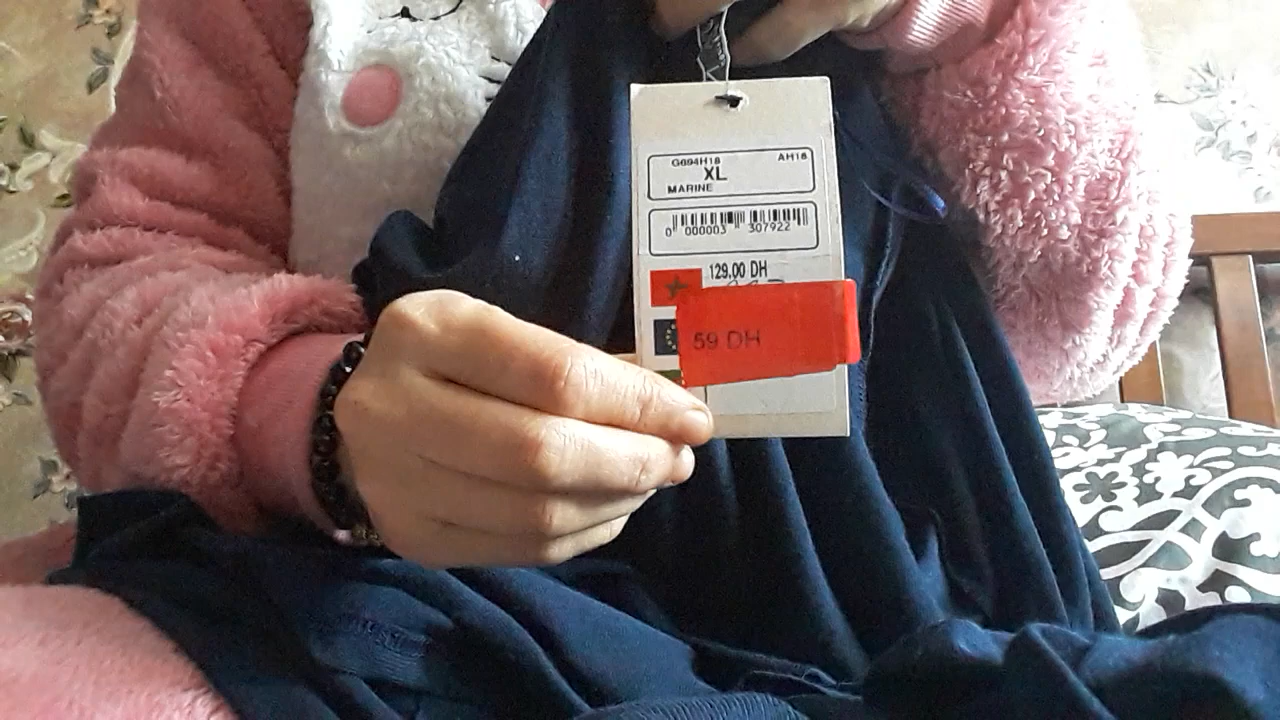 G694H18 AH18
XL
MARINE
0 000003 307922
129.00 DH
59 DH